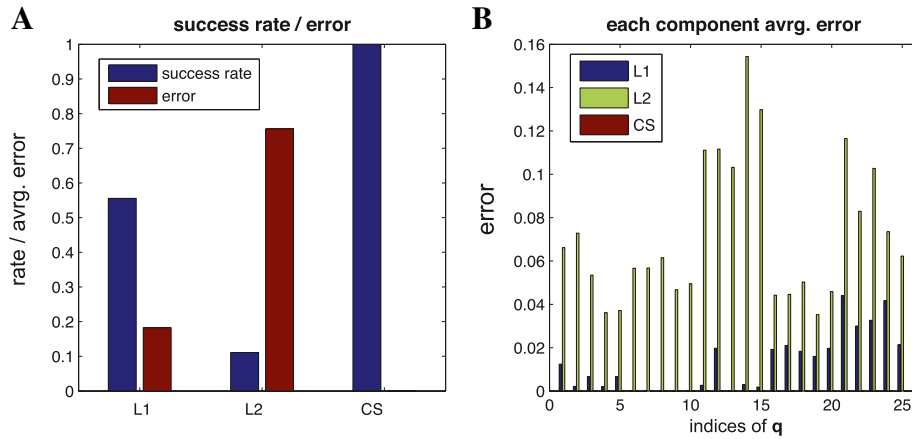 A
success rate / error
1
0.9
0.8
0.7
0.6
0.5
0.4
0.3
0.2
0.1
0
rate / avrg. error
success rate
error
L1
L2
CS
B
each component avrg. error
0.16
0.14
0.12
0.1
0.08
0.06
0.04
0.02
0
error
L1
L2
CS
0 5 10 15 20 25
indices of q